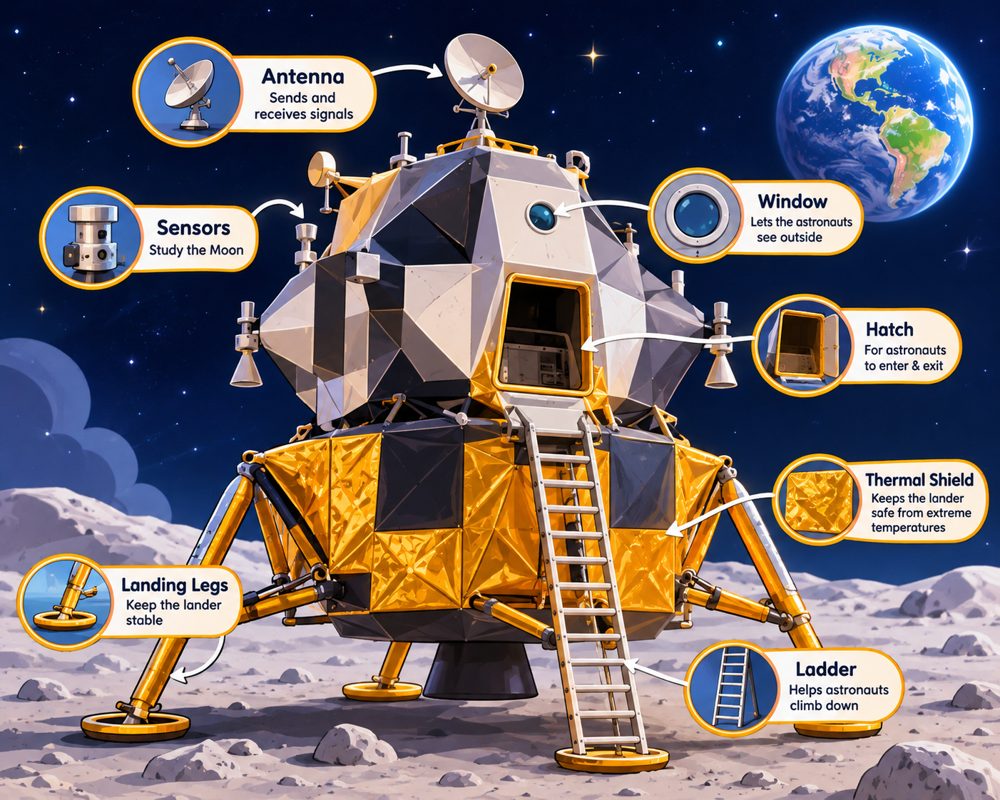 Antenna
Sends and
receives signals
Sensors
Study the Moon
Window
Lets the astronauts
see outside
Hatch
For astronauts
to enter & exit
Thermal Shield
Keeps the lander
safe from extreme
temperatures
Landing Legs
Keep the lander
stable
Ladder
Helps astronauts
climb down